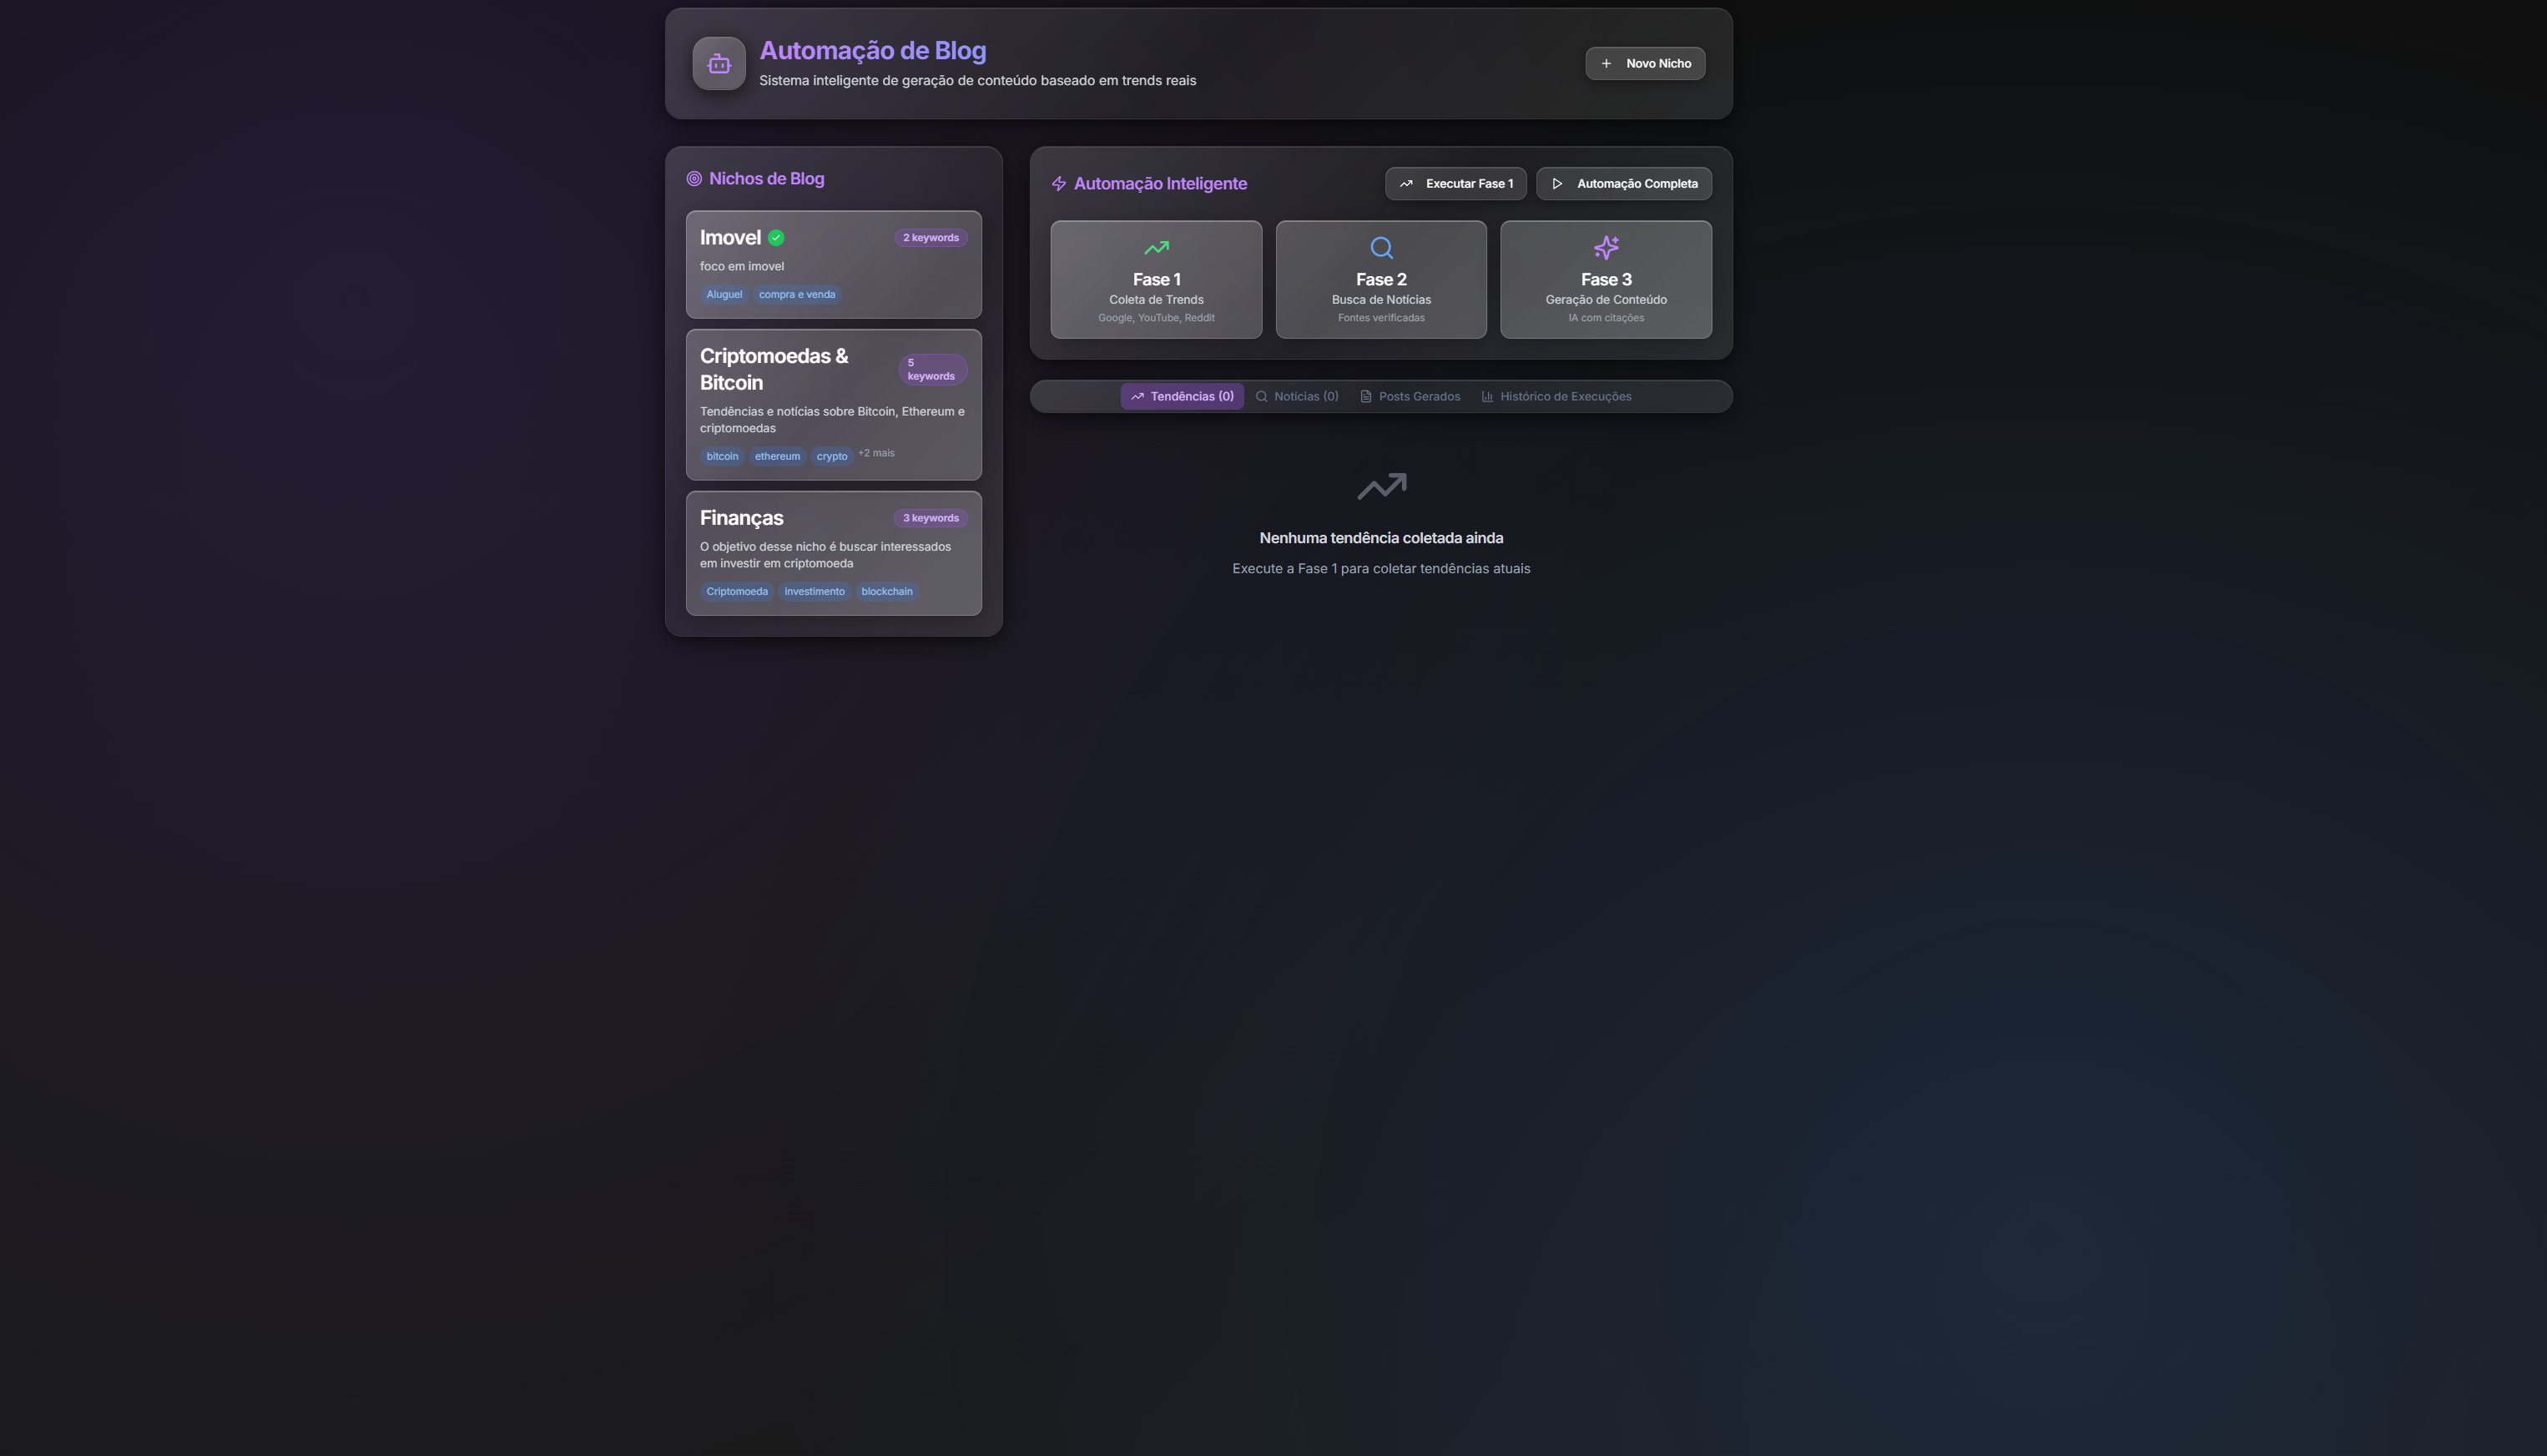 Automação de Blog
Sistema inteligente de geração de conteúdo baseado em trends reais
Novo Nicho
Nichos de Blog
Imovel
2 keywords
foco em imovel
Aluguel
compra e venda
Criptomoedas &
Bitcoin
5
keywords
Tendências e notícias sobre Bitcoin, Ethereum e
criptomoedas
bitcoin
ethereum
crypto
+2 mais
Finanças
3 keywords
O objetivo desse nicho é buscar interessados
em investir em criptomoeda
Criptomoeda
investimento
blockchain
Automação Inteligente
Executar Fase 1
Automação Completa
Fase 1
Coleta de Trends
Google, YouTube, Reddit
Fase 2
Busca de Notícias
Fontes verificadas
Fase 3
Geração de Conteúdo
IA com citações
Tendências (0)
Notícias (0)
Posts Gerados
Histórico de Execuções
Nenhuma tendência coletada ainda
Execute a Fase 1 para coletar tendências atuais